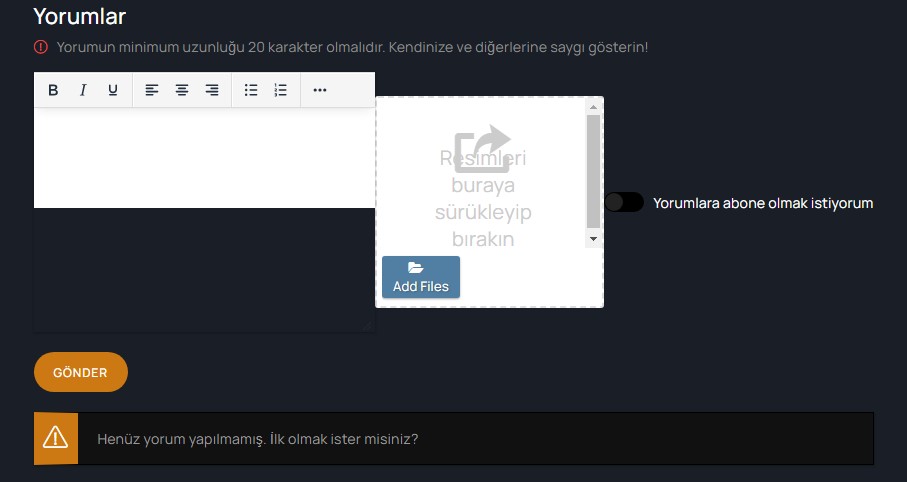 Yorumlar
Yorumun minimum uzunluğu 20 karakter olmalıdır. Kendinize ve diğerlerine saygı gösterin!
B I U
Resimleri
buraya
sürükleyip
bırakın
Add Files
Yorumlara abone olmak istiyorum
GÖNDER
Henüz yorum yapılmamış. İlk olmak ister misiniz?